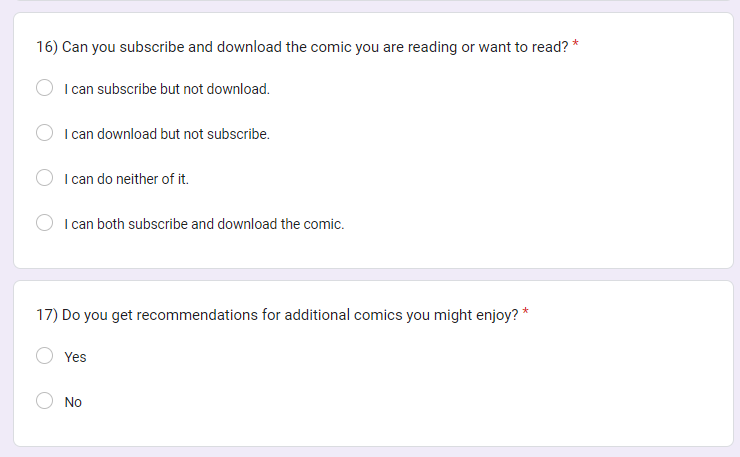 16) Can you subscribe and download the comic you are reading or want to read? *
I can subscribe but not download.
I can download but not subscribe.
I can do neither of it.
I can both subscribe and download the comic.
17) Do you get recommendations for additional comics you might enjoy? *
Yes
No